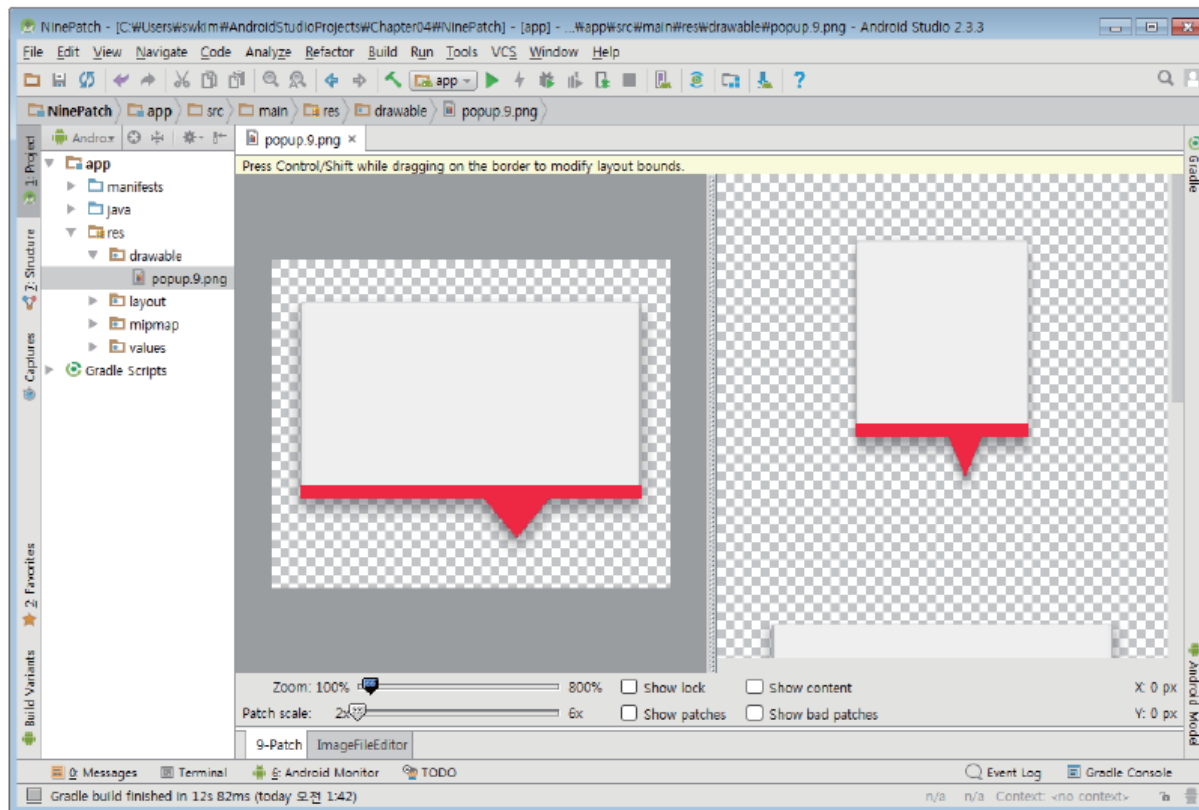 NinePatch - [C:₩Users₩swkim₩AndroidStudioProjects₩Chapter04₩NinePatch] - [app] - ...₩app₩src₩main₩res₩drawable₩popup.9.png - Android Studio 2.3.3
File Edit View Navigate Code Analyze Refactor Build Run Tools VCS Window Help
app
NinePatch app src main res drawable popup.9.png
Android
popup.9.png
1: Project
7: Structure
Captures
2: Favorites
Build Variants
app
manifests
java
res
drawable
popup.9.png
layout
mipmap
values
Gradle Scripts
Press Control/Shift while dragging on the border to modify layout bounds.
Gradle
Android Model
Zoom: 100% 800% Show lock Show content X: 0 px
Patch scale: 2x 6x Show patches Show bad patches Y: 0 px
9-Patch ImageFileEditor
0: Messages Terminal 6: Android Monitor TODO Event Log Gradle Console
Gradle build finished in 12s 82ms (today 오전 1:42) n/a n/a Context: <no context>